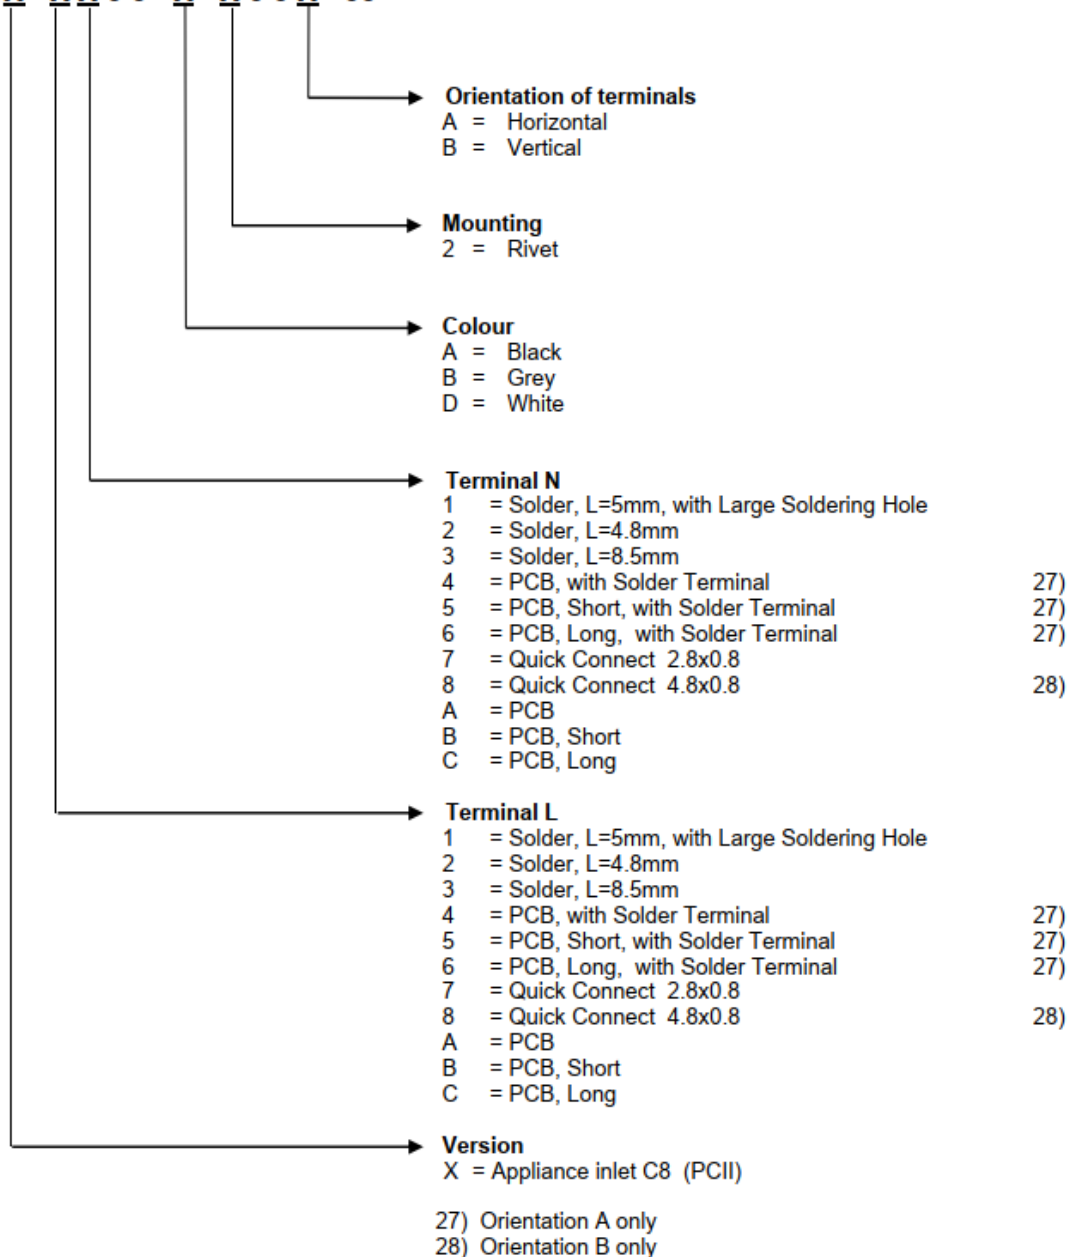 Orientation of terminals
A = Horizontal
B = Vertical
Mounting
2 = Rivet
Colour
A = Black
B = Grey
D = White
Terminal N
1 = Solder, L=5mm, with Large Soldering Hole
2 = Solder, L=4.8mm
3 = Solder, L=8.5mm
4 = PCB, with Solder Terminal 27)
5 = PCB, Short, with Solder Terminal 27)
6 = PCB, Long, with Solder Terminal 27)
7 = Quick Connect 2.8x0.8
8 = Quick Connect 4.8x0.8 28)
A = PCB
B = PCB, Short
C = PCB, Long
Terminal L
1 = Solder, L=5mm, with Large Soldering Hole
2 = Solder, L=4.8mm
3 = Solder, L=8.5mm
4 = PCB, with Solder Terminal 27)
5 = PCB, Short, with Solder Terminal 27)
6 = PCB, Long, with Solder Terminal 27)
7 = Quick Connect 2.8x0.8
8 = Quick Connect 4.8x0.8 28)
A = PCB
B = PCB, Short
C = PCB, Long
Version
X = Appliance inlet C8 (PCII)
27) Orientation A only
28) Orientation B only